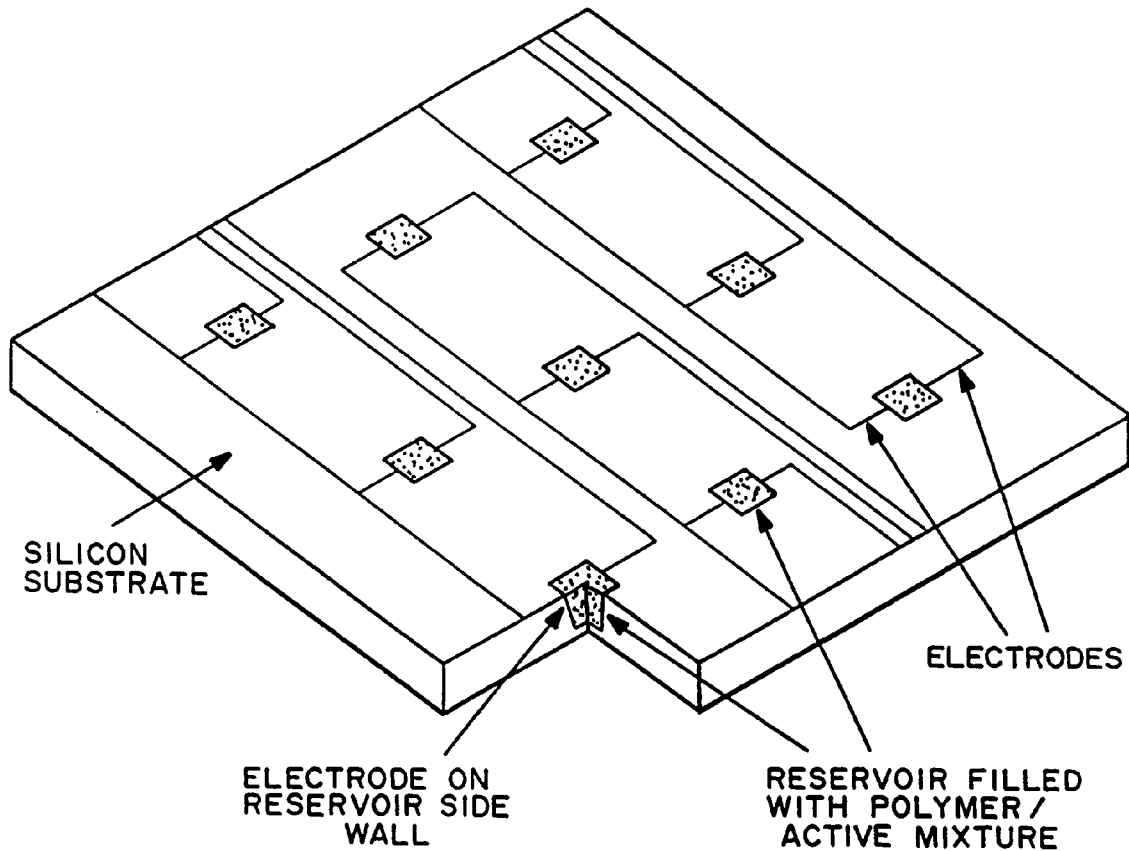 SILICON
SUBSTRATE
ELECTRODES
ELECTRODE ON
RESERVOIR SIDE
WALL
RESERVOIR FILLED
WITH POLYMER/
ACTIVE MIXTURE